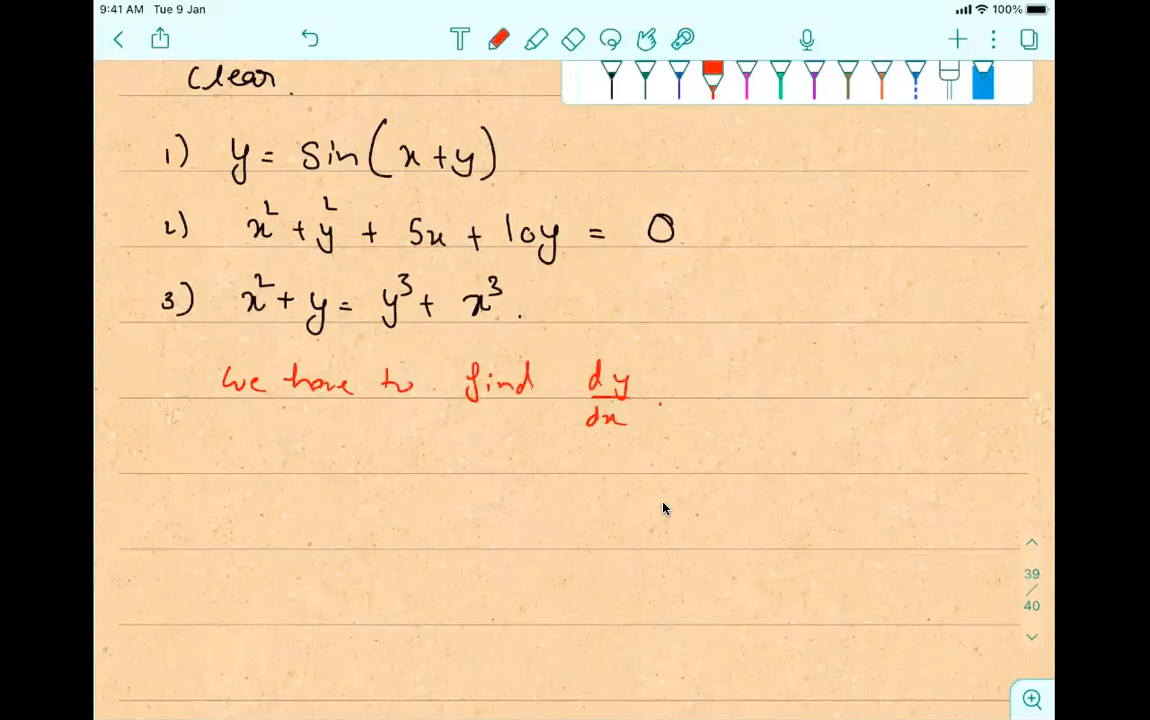 9:41 AM Tue 9 Jan 100%
Clear.
1) y = Sin(x+y)
2) x² + y² + 5x + 10y = 0
3) x² + y = y³ + x³.
We have to find dy/dx.
39
/
40